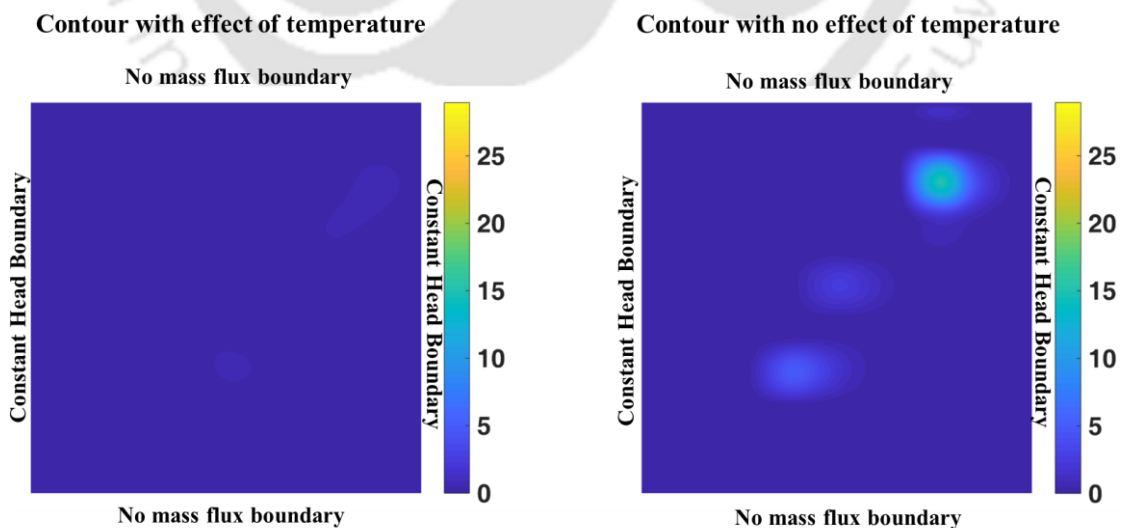 Contour with effect of temperature
Contour with no effect of temperature
No mass flux boundary
No mass flux boundary
Constant Head Boundary
25
20
15
10
5
0
Constant Head Boundary
Constant Head Boundary
25
20
15
10
5
0
Constant Head Boundary
No mass flux boundary
No mass flux boundary